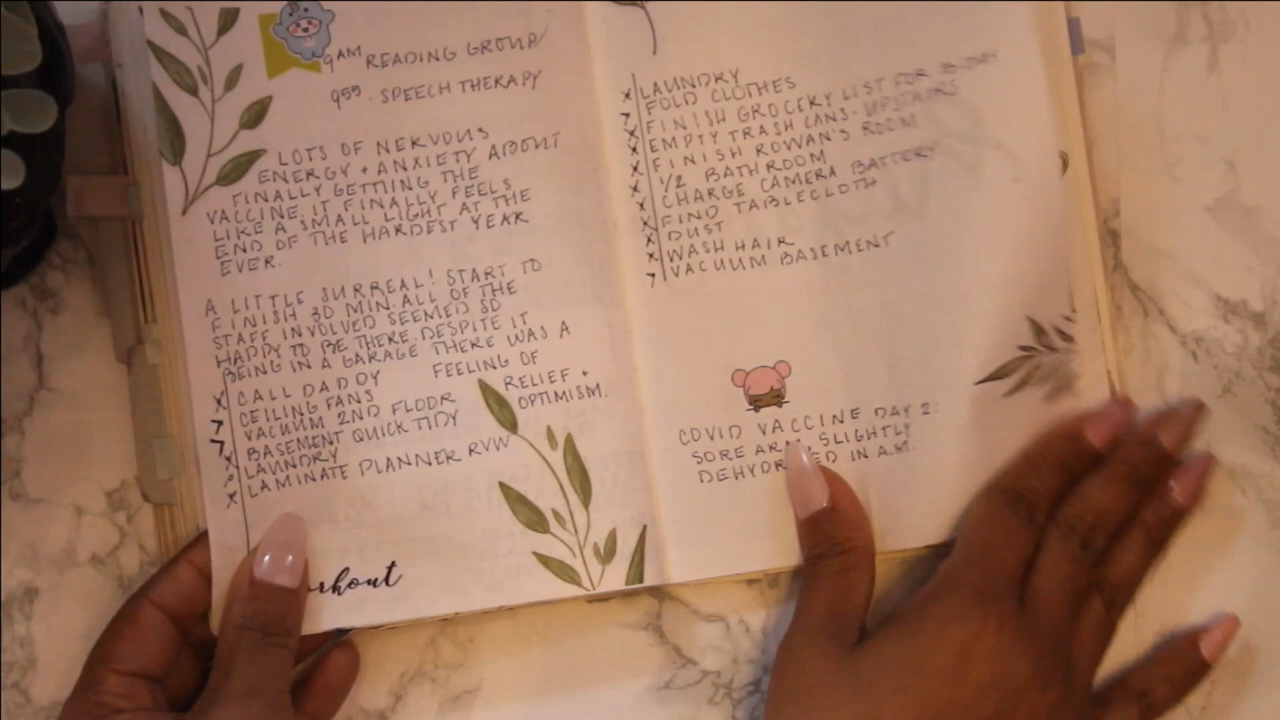 9AM READING GROUP
955. SPEECH THERAPY
LOTS OF NERVOUS
ENERGY + ANXIETY ABOUT
FINALLY GETTING THE
VACCINE. IT FINALLY FEELS
LIKE A SMALL LIGHT AT THE
END OF THE HARDEST YEAR
EVER.
A LITTLE SURREAL! START TO
FINISH 30 MIN. ALL OF THE
STAFF INVOLVED SEEMED SO
HAPPY TO BE THERE. DESPITE IT
BEING IN A GARAGE THERE WAS A
FEELING OF
RELIEF +
OPTIMISM.
x CALL DADDY
> CEILING FANS
> VACUUM 2ND FLOOR
x BASEMENT QUICK TIDY
LAUNDRY
x LAMINATE PLANNER RVW
rkout
x LAUNDRY
> FOLD CLOTHES
x FINISH GROCERY LIST FOR DAY
x EMPTY TRASH CANS - UPSTAIRS
x FINISH ROWAN'S ROOM
x 1/2 BATHROOM
x CHARGE CAMERA BATTERY
x FIND TABLECLOTH
x DUST
x WASH HAIR
> VACUUM BASEMENT
COVID VACCINE DAY 2:
SORE ARM, SLIGHTLY
DEHYDR ED IN A.M.